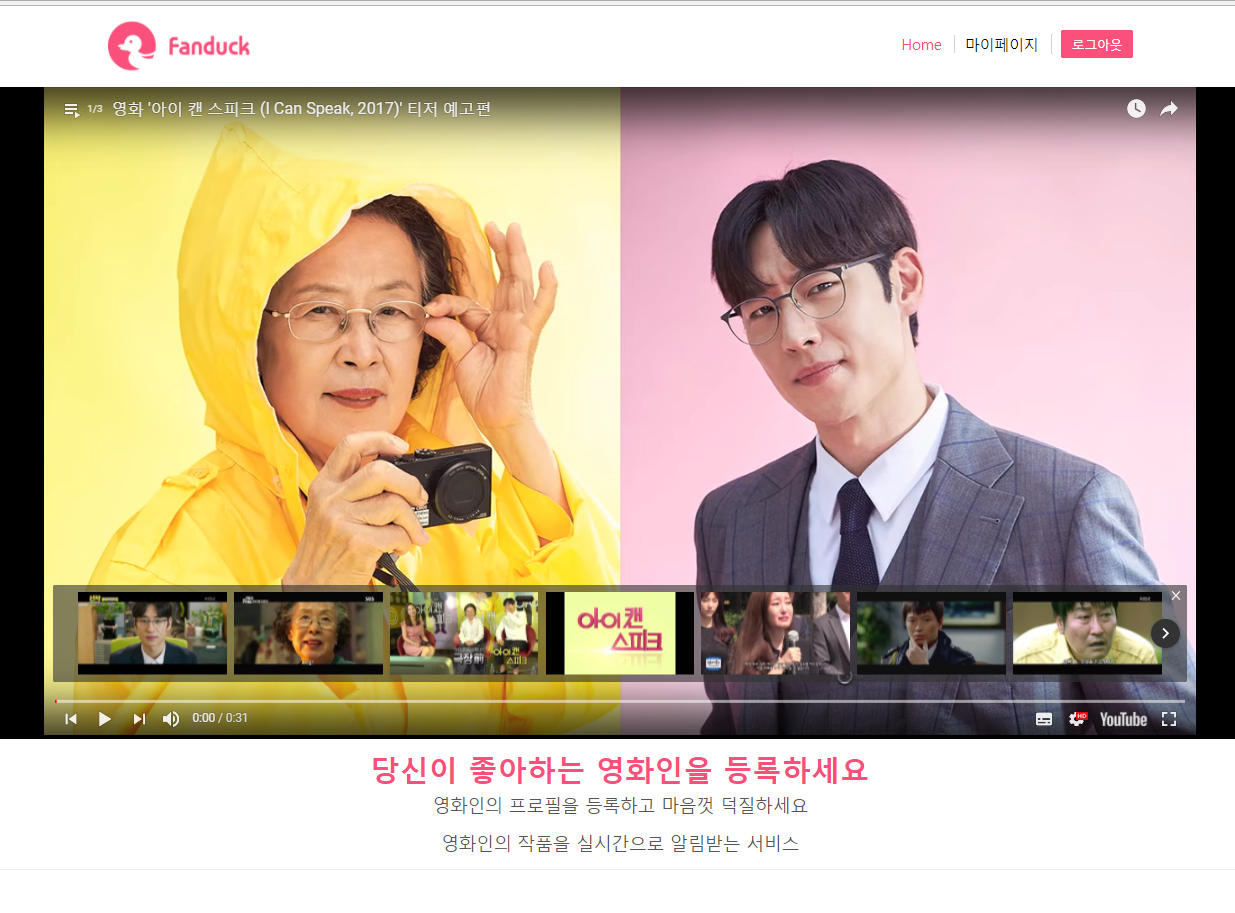 Fanduck
Home
마이페이지
로그아웃
1/3 영화 '아이 캔 스피크 (I Can Speak, 2017)' 티저 예고편
아이 캔
스피크
0:00 / 0:31
HD
YouTube
당신이 좋아하는 영화인을 등록하세요
영화인의 프로필을 등록하고 마음껏 덕질하세요
영화인의 작품을 실시간으로 알림받는 서비스